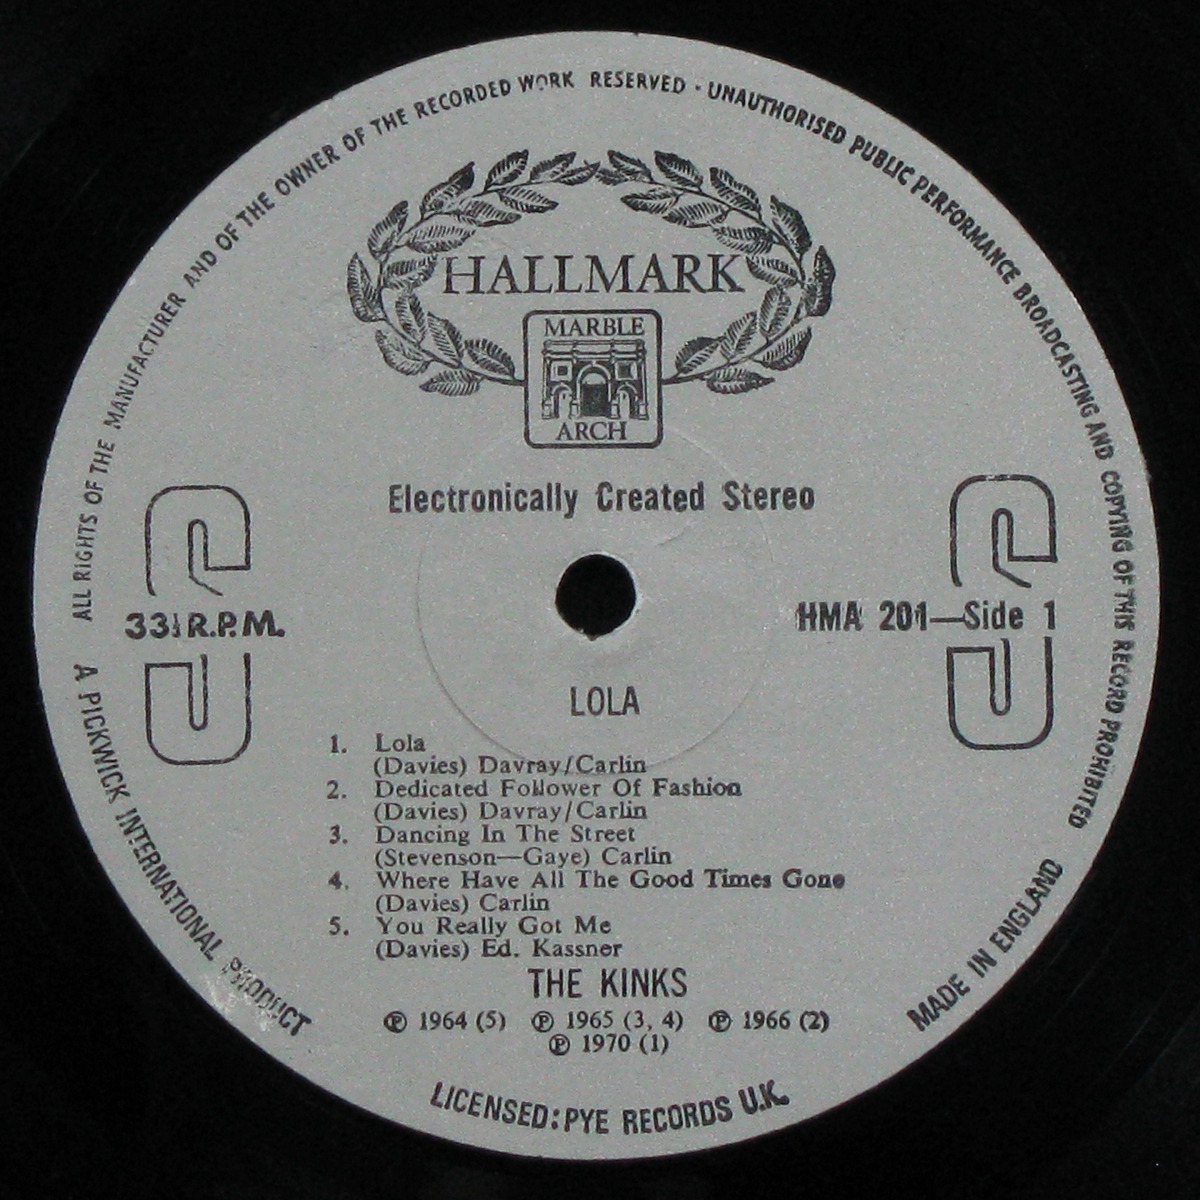 ALL RIGHTS OF THE MANUFACTURER AND OF THE OWNER OF THE RECORDED WORK RESERVED · UNAUTHORISED PUBLIC PERFORMANCE BROADCASTING AND COPYING OF THIS RECORD PROHIBITED
HALLMARK
MARBLE
ARCH
Electronically Created Stereo
S S
33⅓ R.P.M.
HMA 201—Side 1
LOLA
1. Lola
(Davies) Davray/Carlin
2. Dedicated Follower Of Fashion
(Davies) Davray/Carlin
3. Dancing In The Street
(Stevenson—Gaye) Carlin
4. Where Have All The Good Times Gone
(Davies) Carlin
5. You Really Got Me
(Davies) Ed. Kassner
THE KINKS
℗ 1964 (5) ℗ 1965 (3, 4) ℗ 1966 (2)
℗ 1970 (1)
A PICKWICK INTERNATIONAL PRODUCT
LICENSED: PYE RECORDS U.K.
MADE IN ENGLAND